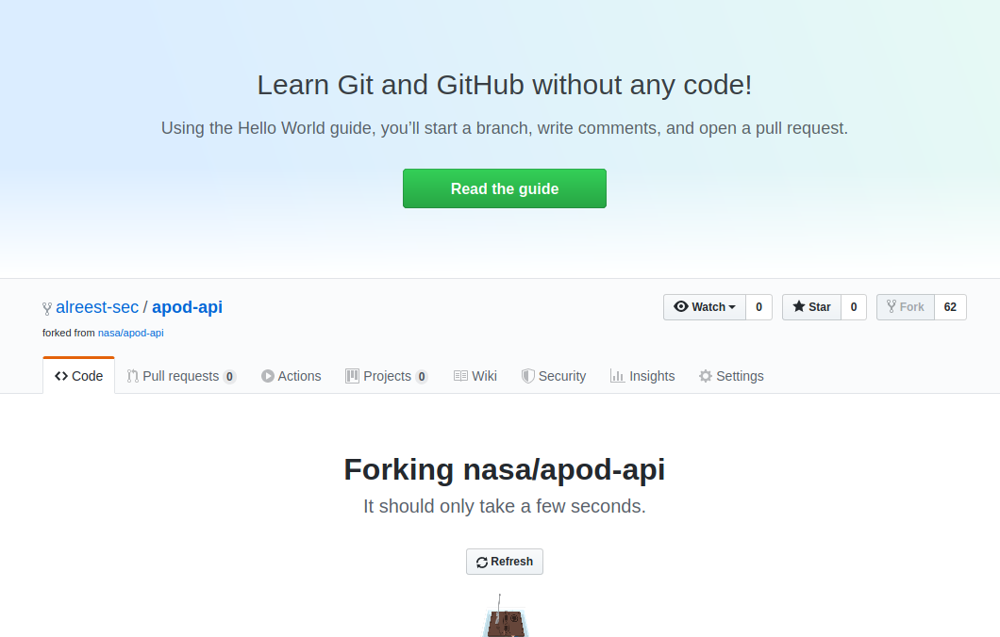 Learn Git and GitHub without any code!
Using the Hello World guide, you’ll start a branch, write comments, and open a pull request.
Read the guide
alreest-sec / apod-api
Watch 0 Star 0 Fork 62
forked from nasa/apod-api
Code Pull requests 0 Actions Projects 0 Wiki Security Insights Settings
Forking nasa/apod-api
It should only take a few seconds.
Refresh